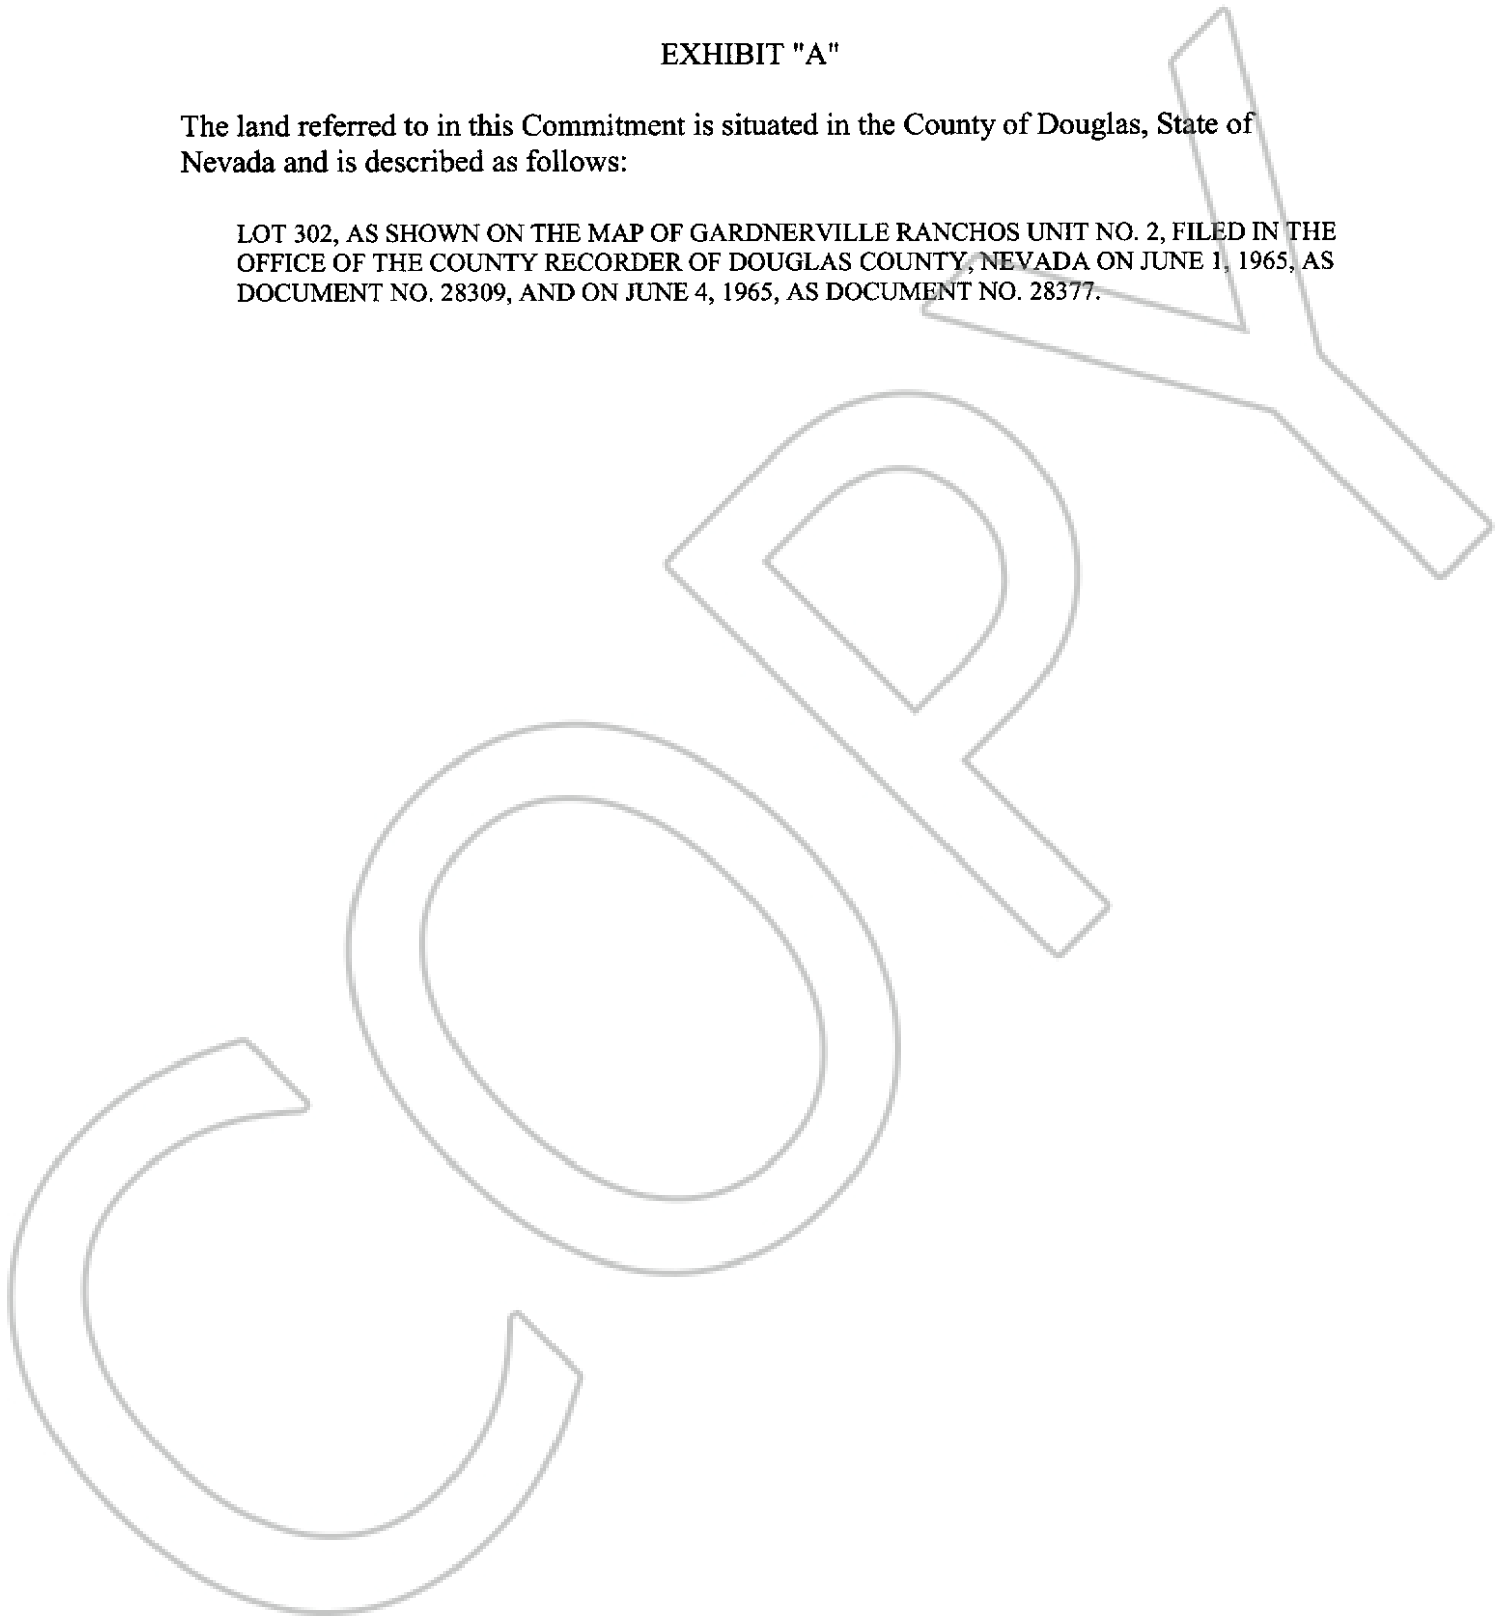 EXHIBIT "A"
The land referred to in this Commitment is situated in the County of Douglas, State of
Nevada and is described as follows:
LOT 302, AS SHOWN ON THE MAP OF GARDNERVILLE RANCHOS UNIT NO. 2, FILED IN THE
OFFICE OF THE COUNTY RECORDER OF DOUGLAS COUNTY, NEVADA ON JUNE 1, 1965, AS
DOCUMENT NO. 28309, AND ON JUNE 4, 1965, AS DOCUMENT NO. 28377.
COPY